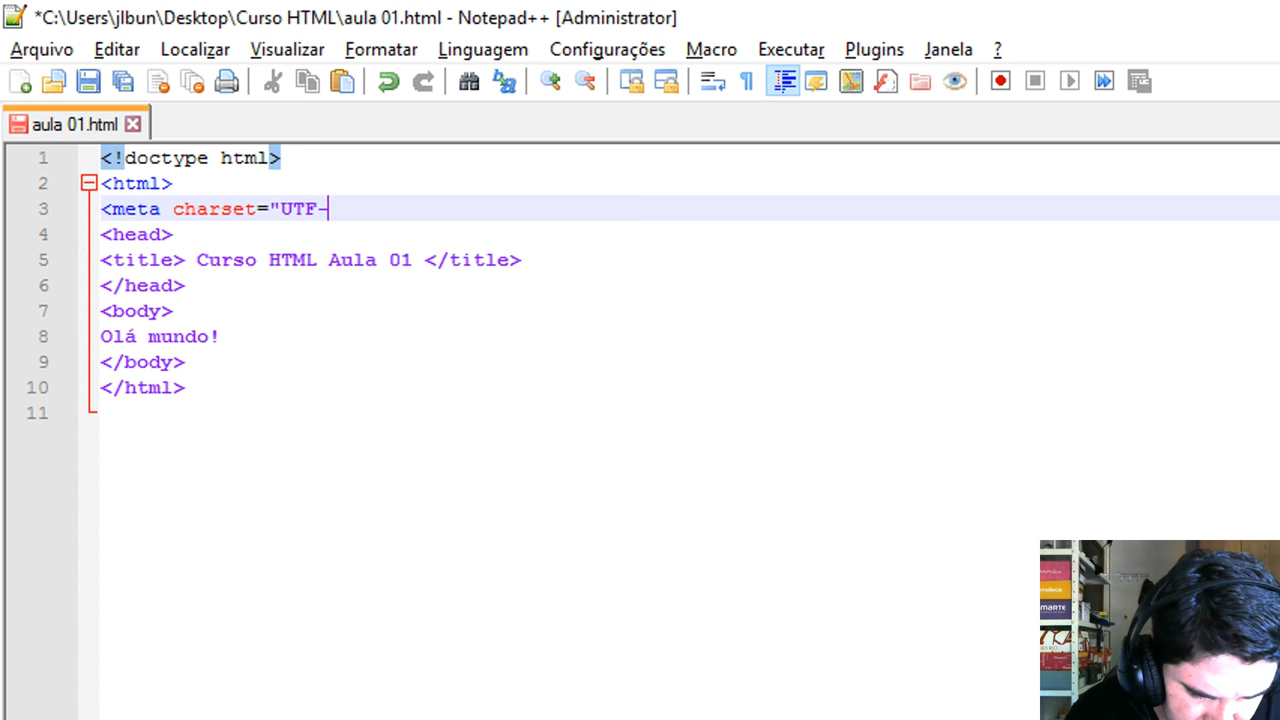 *C:\Users\jlbun\Desktop\Curso HTML\aula 01.html - Notepad++ [Administrator]
Arquivo Editar Localizar Visualizar Formatar Linguagem Configurações Macro Executar Plugins Janela ?
aula 01.html
1 <!doctype html>
2 <html>
3 <meta charset="UTF-
4 <head>
5 <title> Curso HTML Aula 01 </title>
6 </head>
7 <body>
8 Olá mundo!
9 </body>
10 </html>
11